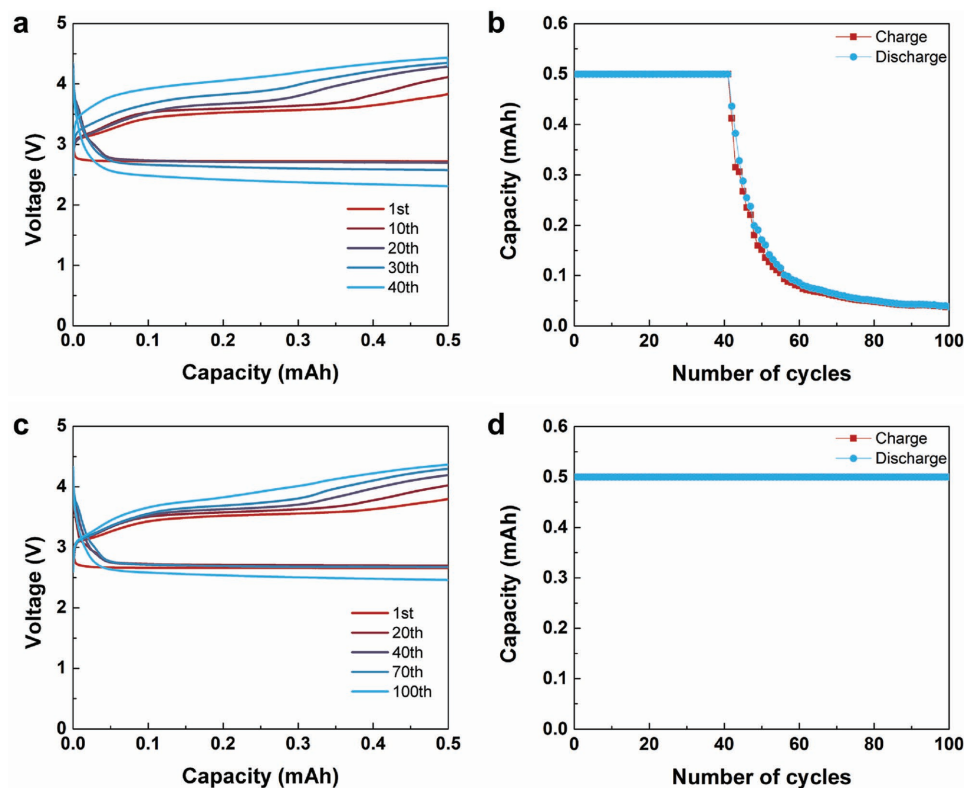 a
5
4
3
2
1
0
Voltage (V)
0.0 0.1 0.2 0.3 0.4 0.5
Capacity (mAh)
1st
10th
20th
30th
40th
b
0.6
0.5
0.4
0.3
0.2
0.1
0.0
Capacity (mAh)
0 20 40 60 80 100
Number of cycles
Charge
Discharge
c
5
4
3
2
1
0
Voltage (V)
0.0 0.1 0.2 0.3 0.4 0.5
Capacity (mAh)
1st
20th
40th
70th
100th
d
0.6
0.5
0.4
0.3
0.2
0.1
0.0
Capacity (mAh)
0 20 40 60 80 100
Number of cycles
Charge
Discharge